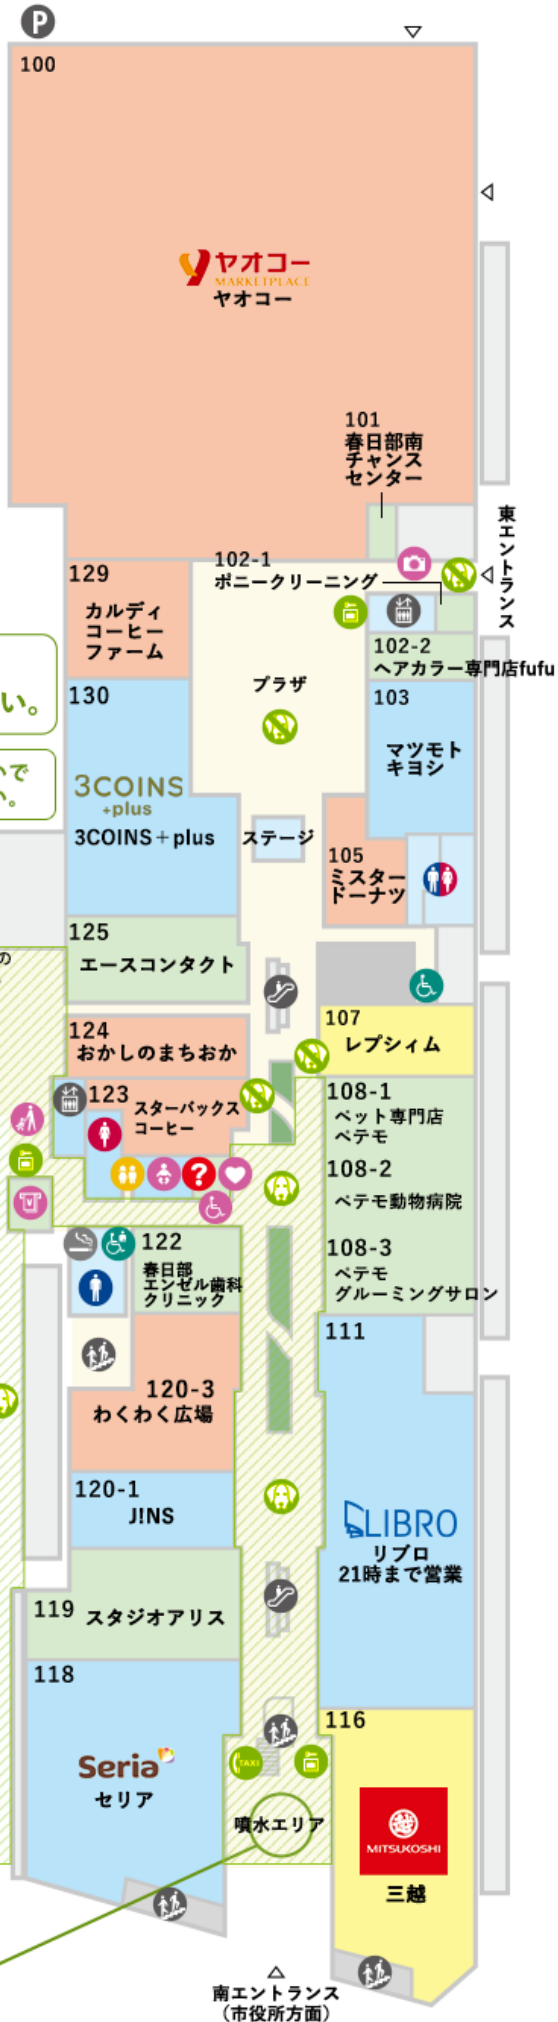 P
100
ヤオコー
MARKETPLACE
ヤオコー
101
春日部南
チャンス
センター
東エントランス
102-1
ポニークリーニング
129
カルディ
コーヒー
ファーム
102-2
ヘアカラー専門店fufu
プラザ
い。
130
103
マツモト
キヨシ
で
い。
3COINS
+plus
3COINS+plus
ステージ
105
ミスター
ドーナツ
125
エースコンタクト
の
107
レプシィム
124
おかしのまちおか
123
スターバックス
コーヒー
108-1
ペット専門店
ペテモ
108-2
ペテモ動物病院
?
108-3
ペテモ
グルーミングサロン
122
春日部
エンゼル歯科
クリニック
111
120-3
わくわく広場
120-1
J!NS
LIBRO
リブロ
21時まで営業
119
スタジオアリス
118
Seria
セリア
116
TAXI
噴水エリア
MITSUKOSHI
三越
南エントランス
(市役所方面)